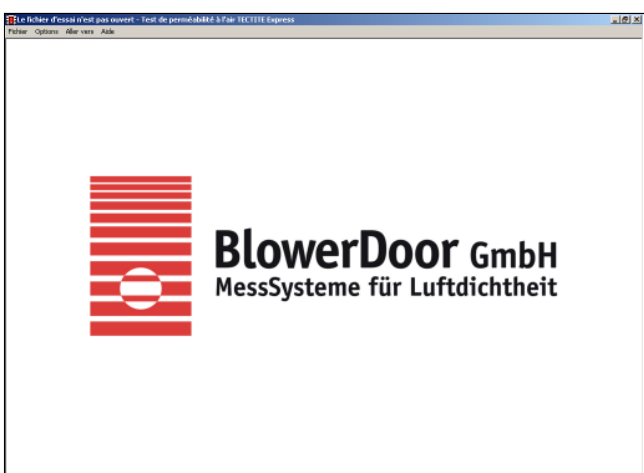 Le fichier d'essai n'est pas ouvert - Test de perméabilité à l'air TECTITE Express
Fichier Options Aller vers Aide
BlowerDoor GmbH
MessSysteme für Luftdichtheit